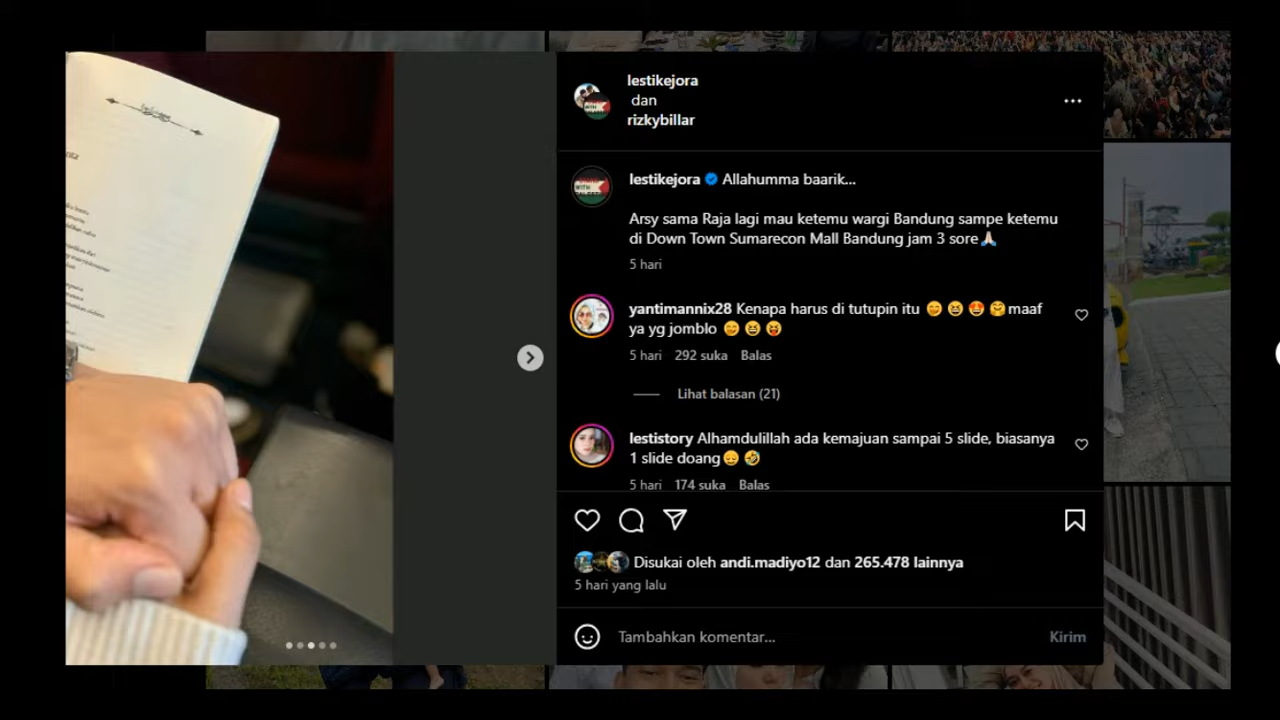 lestikejora
dan
rizkybillar
lestikejora Allahumma baarik...
Arsy sama Raja lagi mau ketemu wargi Bandung sampe ketemu
di Down Town Sumarecon Mall Bandung jam 3 sore🙏🏻
5 hari
yantimannix28 Kenapa harus di tutupin itu 😊😆😍🤗maaf
ya yg jomblo 😊😆😝
5 hari 292 suka Balas
Lihat balasan (21)
lestistory Alhamdulillah ada kemajuan sampai 5 slide, biasanya
1 slide doang😞🤣
5 hari 174 suka Balas
Disukai oleh andi.madiyo12 dan 265.478 lainnya
5 hari yang lalu
Tambahkan komentar...
Kirim